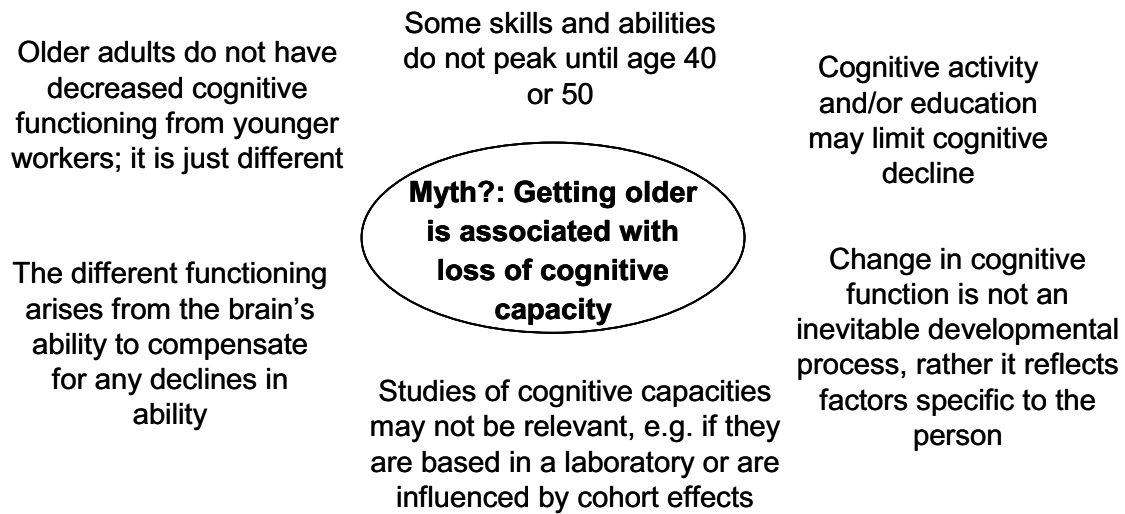 Some skills and abilities
do not peak until age 40
or 50
Older adults do not have
decreased cognitive
functioning from younger
workers; it is just different
Cognitive activity
and/or education
may limit cognitive
decline
Myth?: Getting older
is associated with
loss of cognitive
capacity
The different functioning
arises from the brain’s
ability to compensate
for any declines in
ability
Change in cognitive
function is not an
inevitable developmental
process, rather it reflects
factors specific to the
person
Studies of cognitive capacities
may not be relevant, e.g. if they
are based in a laboratory or are
influenced by cohort effects